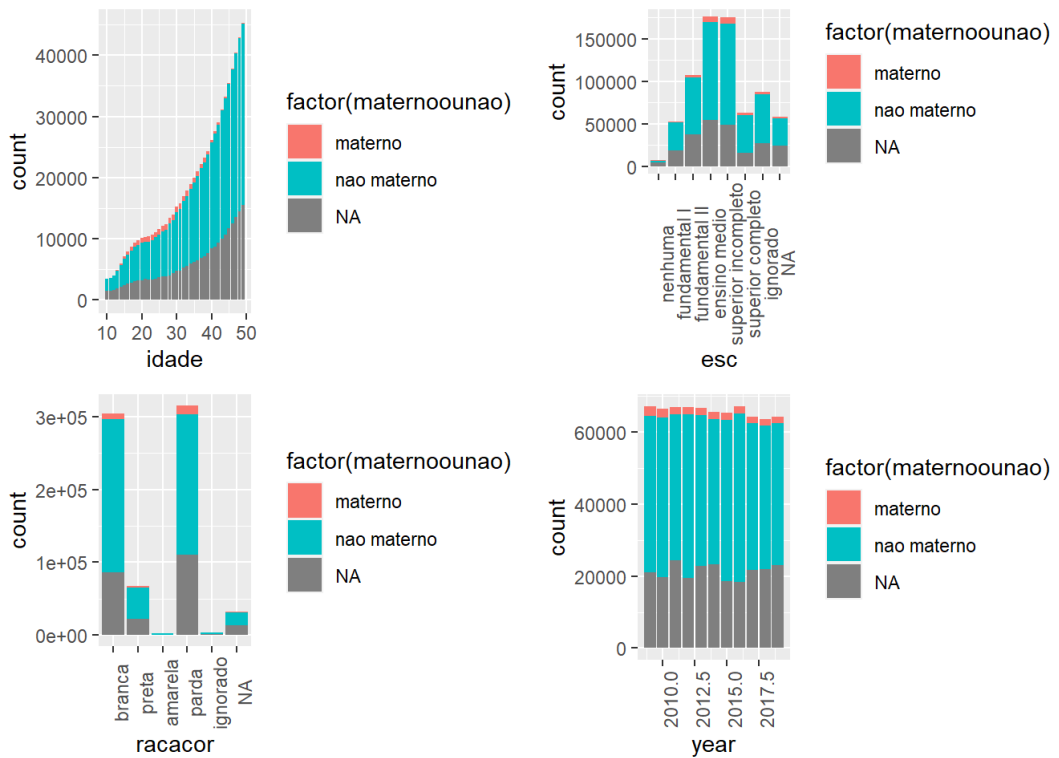 40000
30000
20000
10000
0
count
10 20 30 40 50
idade
factor(maternoounao)
materno
nao materno
NA
150000
100000
50000
0
count
nenhuma
fundamental I
fundamental II
ensino medio
superior incompleto
superior completo
ignorado
NA
esc
factor(maternoounao)
materno
nao materno
NA
3e+05
2e+05
1e+05
0e+00
count
branca
preta
amarela
parda
ignorado
NA
racacor
factor(maternoounao)
materno
nao materno
NA
60000
40000
20000
0
count
2010.0
2012.5
2015.0
2017.5
year
factor(maternoounao)
materno
nao materno
NA